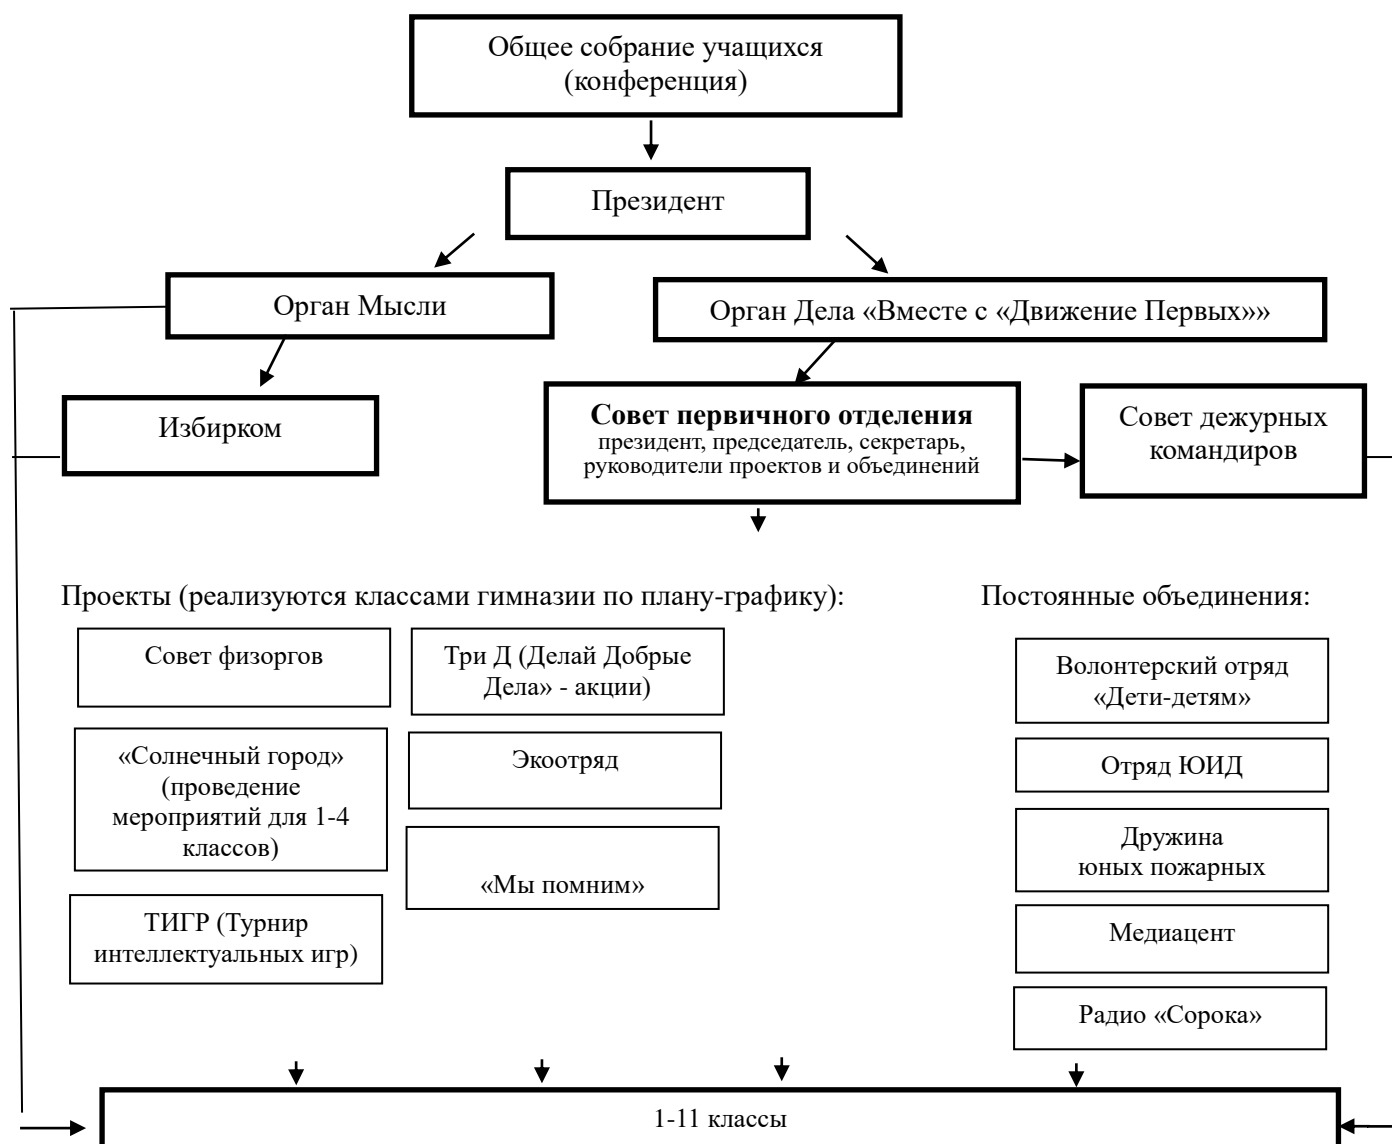 Общее собрание учащихся
(конференция)
Президент
Орган Мысли
Орган Дела «Вместе с «Движение Первых»»
Избирком
Совет первичного отделения
президент, председатель, секретарь,
руководители проектов и объединений
Совет дежурных
командиров
Проекты (реализуются классами гимназии по плану-графику):
Постоянные объединения:
Совет физоргов
Три Д (Делай Добрые
Дела» - акции)
Волонтерский отряд
«Дети-детям»
«Солнечный город»
(проведение
мероприятий для 1-4
классов)
Экоотряд
Отряд ЮИД
«Мы помним»
Дружина
юных пожарных
ТИГР (Турнир
интеллектуальных игр)
Медиацент
Радио «Сорока»
1-11 классы